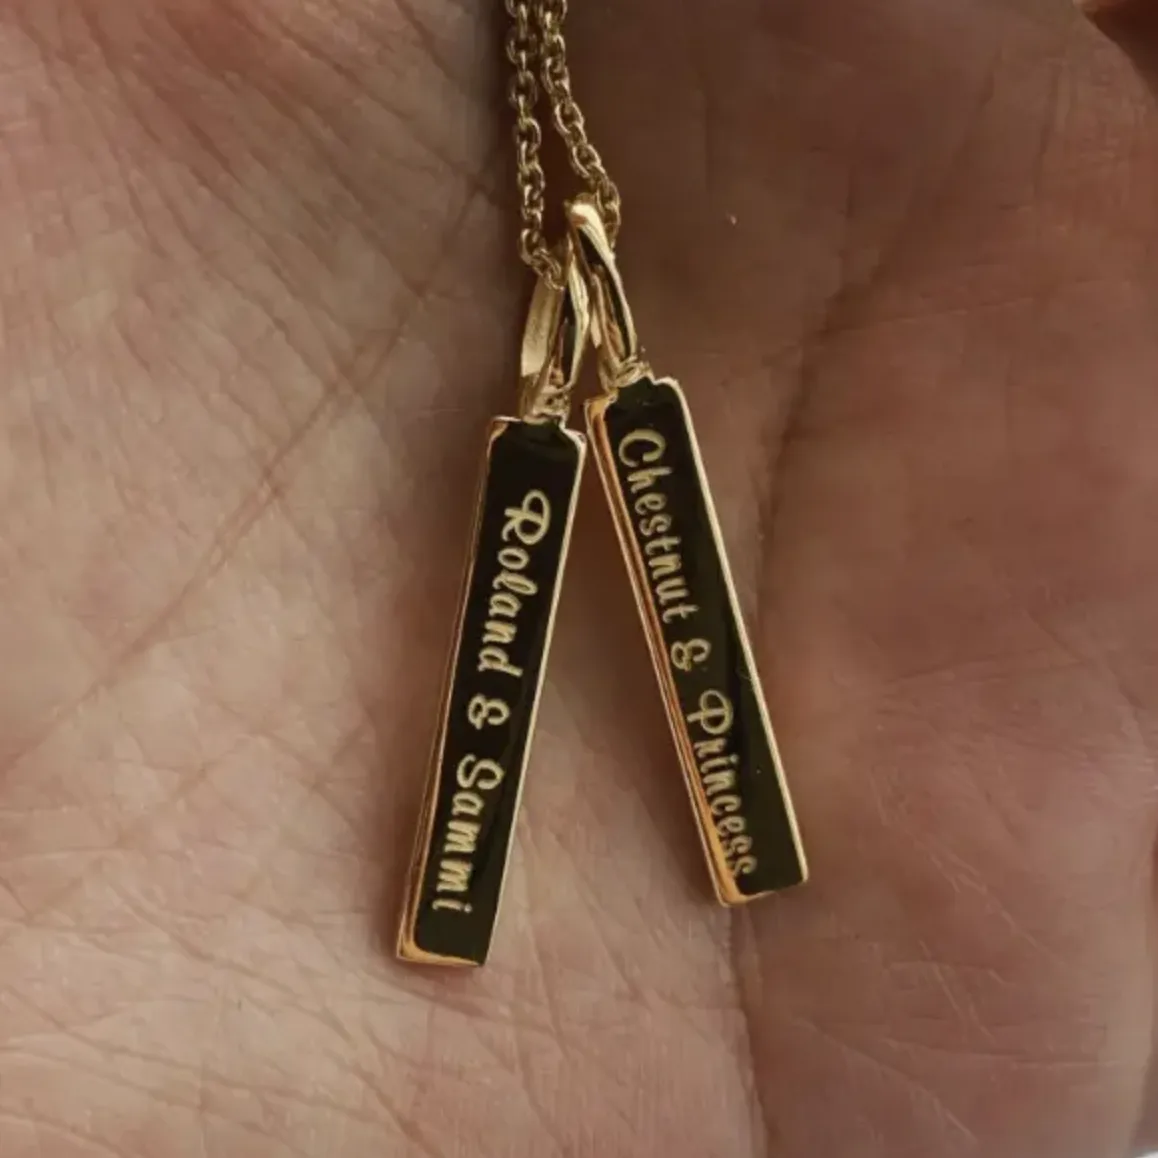 Roland & Sammi
Chestnut & Princess